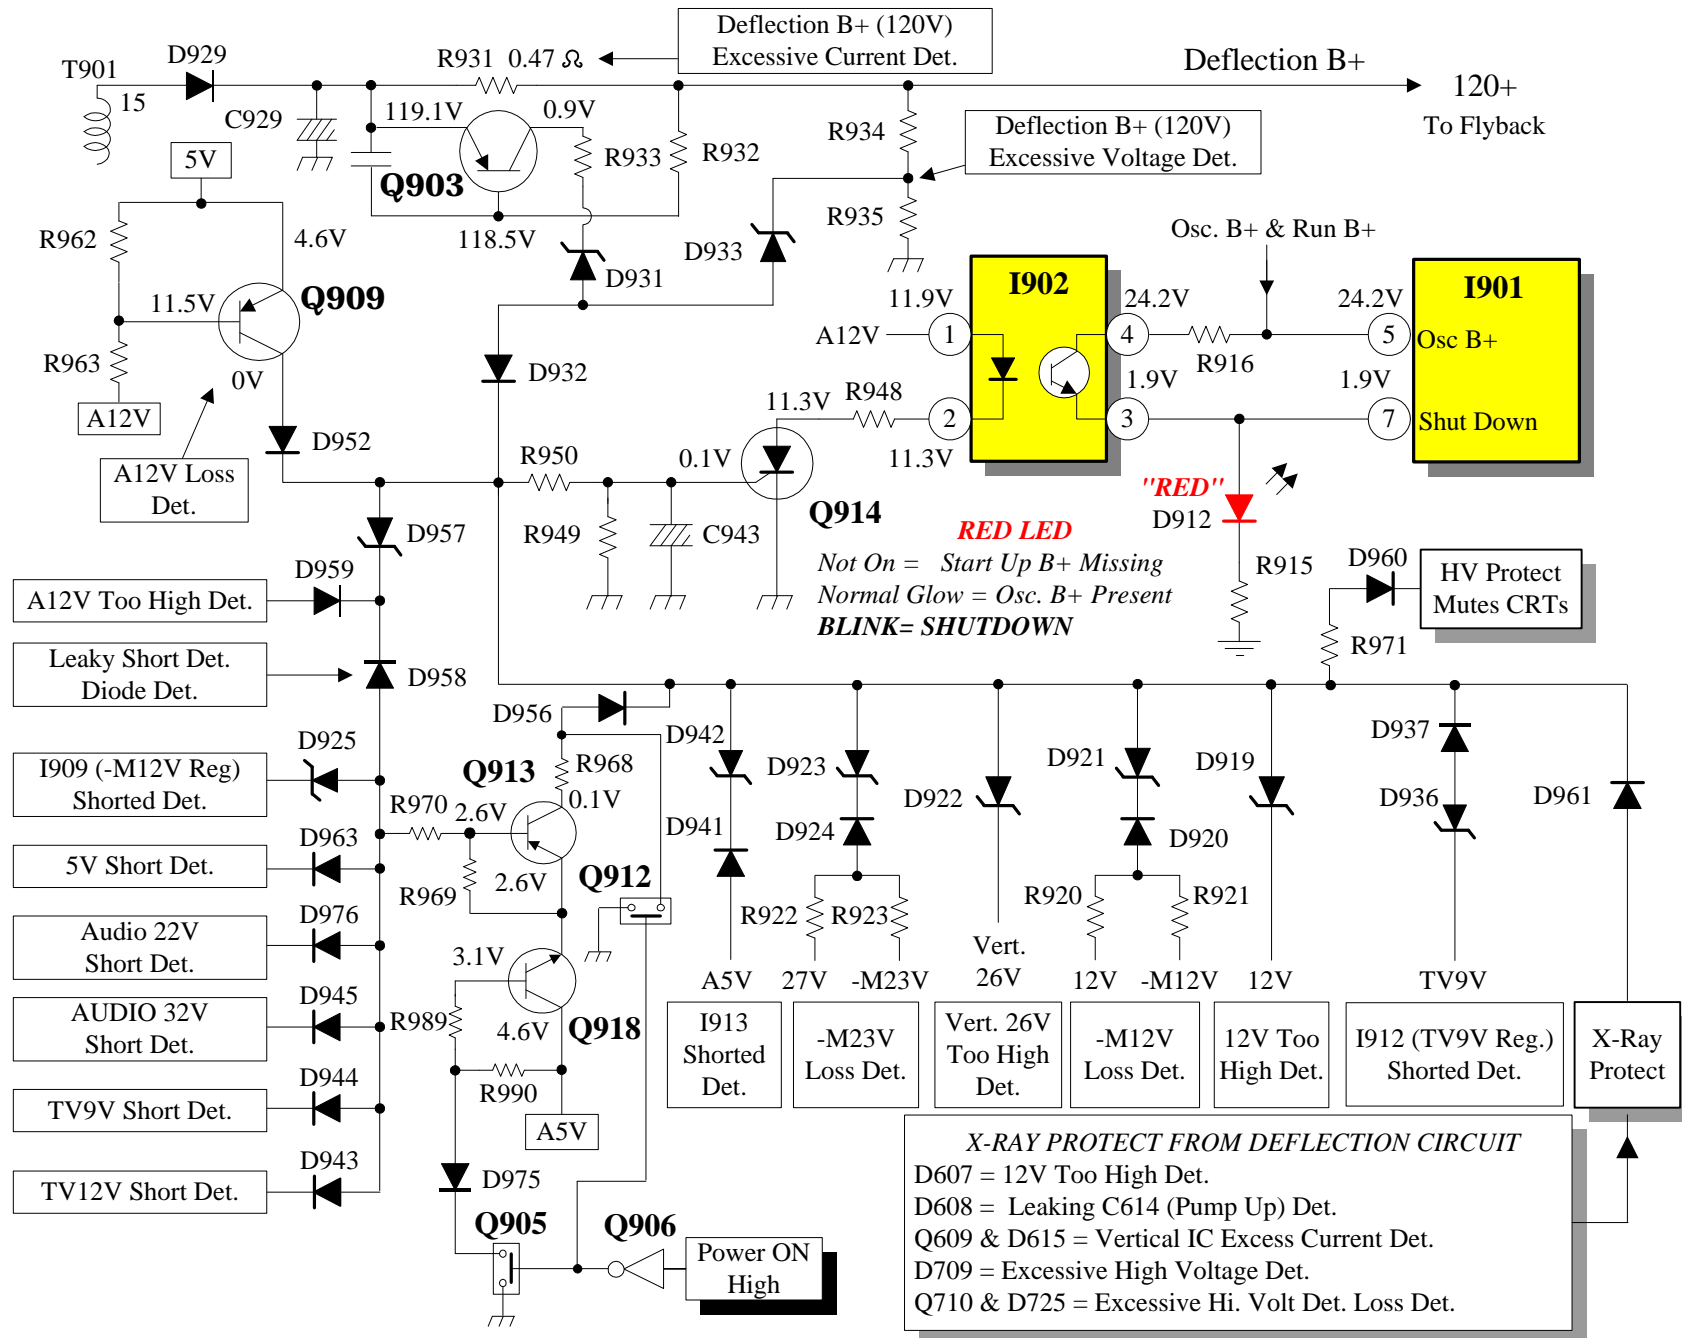 Deflection B+ (120V)
Excessive Current Det.
T901
15
D929
C929
R931 0.47 Ω
Deflection B+
120+
To Flyback
119.1V
0.9V
Q903
118.5V
R933
R932
R934
R935
Deflection B+ (120V)
Excessive Voltage Det.
5V
R962
4.6V
11.5V
Q909
R963
0V
A12V
D952
A12V Loss
Det.
D931
D933
D932
Osc. B+ & Run B+
I902
I901
11.9V
A12V
1
2
4
3
24.2V
1.9V
R916
24.2V
1.9V
5
Osc B+
7
Shut Down
11.3V
R948
11.3V
0.1V
Q914
R950
R949
C943
"RED"
D912
R915
RED LED
Not On = Start Up B+ Missing
Normal Glow = Osc. B+ Present
BLINK= SHUTDOWN
D960
HV Protect
Mutes CRTs
R971
D957
D959
A12V Too High Det.
Leaky Short Det.
Diode Det.
D958
D925
I909 (-M12V Reg)
Shorted Det.
D963
5V Short Det.
D976
Audio 22V
Short Det.
D945
AUDIO 32V
Short Det.
D944
TV9V Short Det.
D943
TV12V Short Det.
D956
R968
Q913
0.1V
R970
2.6V
R969
2.6V
Q912
3.1V
R989
4.6V
Q918
R990
A5V
D975
Q905
Q906
Power ON
High
D942
D941
A5V
I913
Shorted
Det.
D923
D924
R922
R923
27V
-M23V
-M23V
Loss Det.
D922
Vert.
26V
Vert. 26V
Too High
Det.
D921
D920
R920
R921
12V
-M12V
-M12V
Loss Det.
D919
12V
12V Too
High Det.
D937
D936
TV9V
I912 (TV9V Reg.)
Shorted Det.
D961
X-Ray
Protect
X-RAY PROTECT FROM DEFLECTION CIRCUIT
D607 = 12V Too High Det.
D608 = Leaking C614 (Pump Up) Det.
Q609 & D615 = Vertical IC Excess Current Det.
D709 = Excessive High Voltage Det.
Q710 & D725 = Excessive Hi. Volt Det. Loss Det.